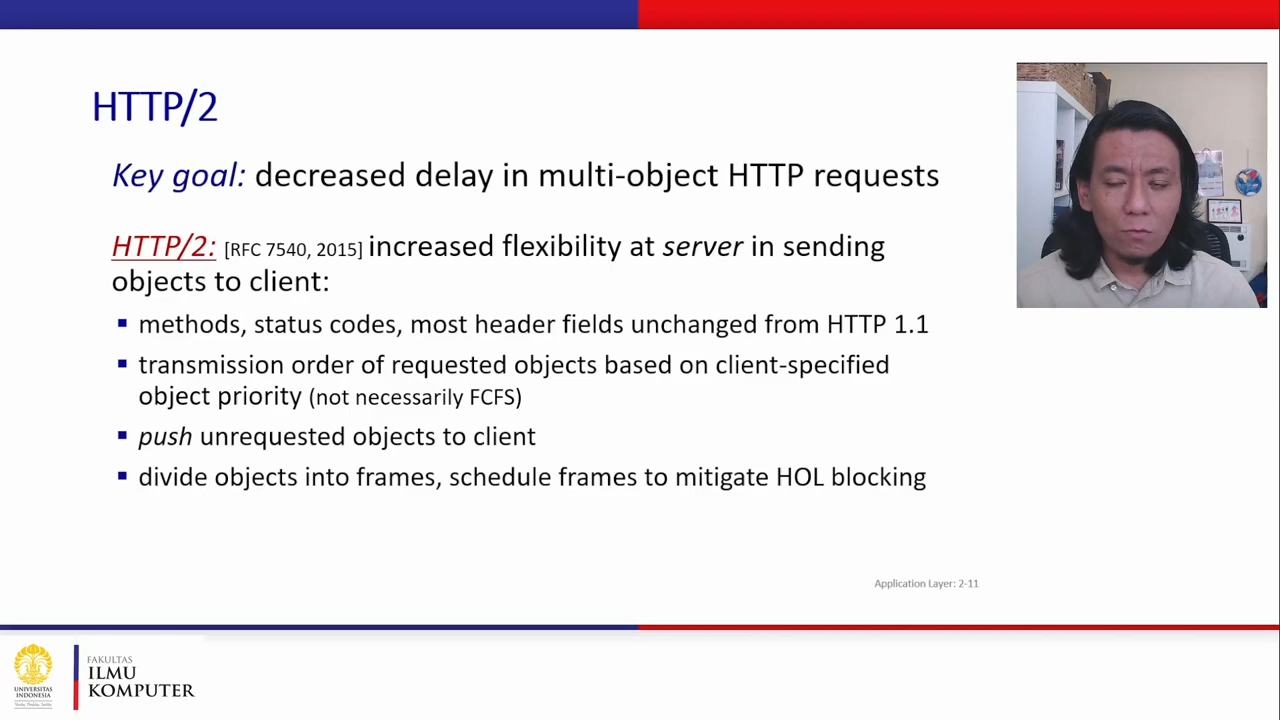 HTTP/2
Key goal: decreased delay in multi-object HTTP requests
HTTP/2: [RFC 7540, 2015] increased flexibility at server in sending
objects to client:
▪ methods, status codes, most header fields unchanged from HTTP 1.1
▪ transmission order of requested objects based on client-specified
object priority (not necessarily FCFS)
▪ push unrequested objects to client
▪ divide objects into frames, schedule frames to mitigate HOL blocking
Application Layer: 2-11
UNIVERSITAS
INDONESIA
FAKULTAS
ILMU
KOMPUTER